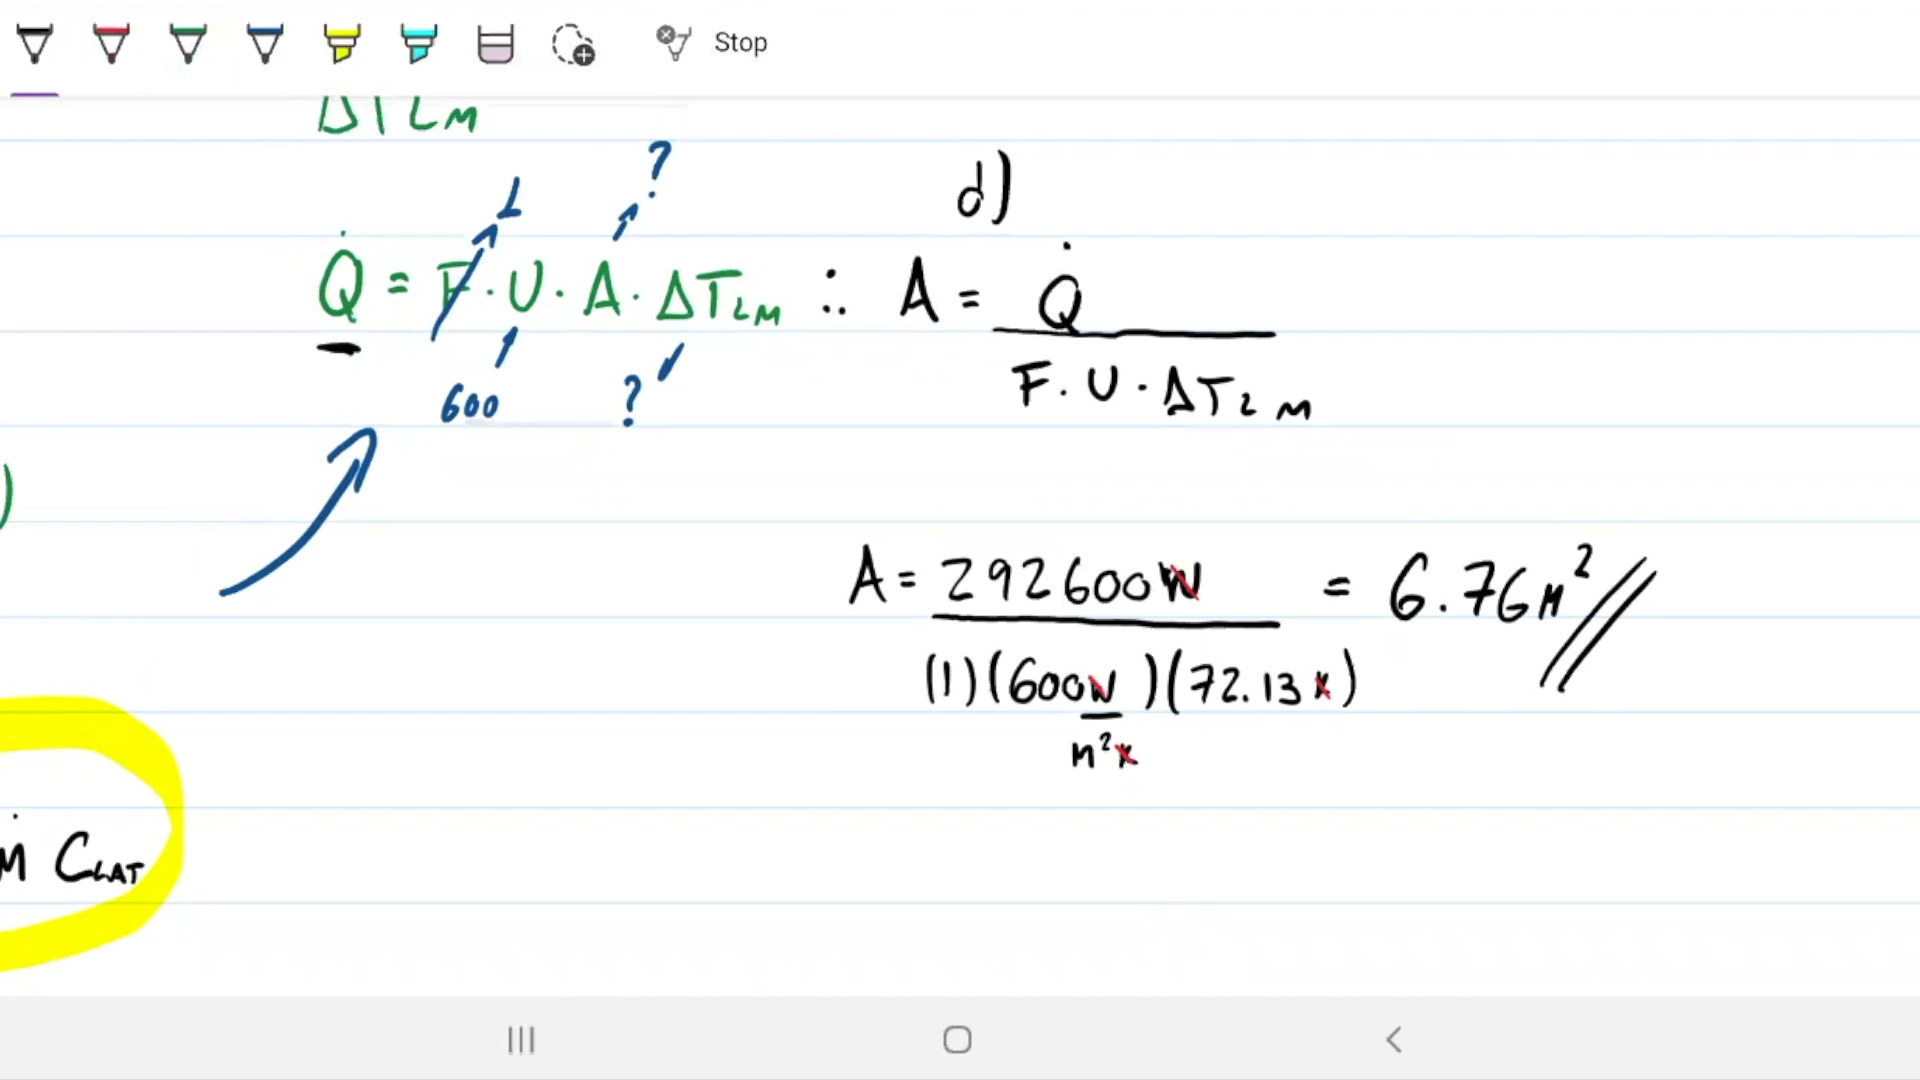 Stop
ΔTLM
?
1
d)
Q̇ = F · U · A · ΔTLM ∴ A = Q̇
F. U · ΔTLM
600 ?
)
A = 292600W = 6.76M²
(1)(600W)(72.13K)
m²K
Ṁ CLAT